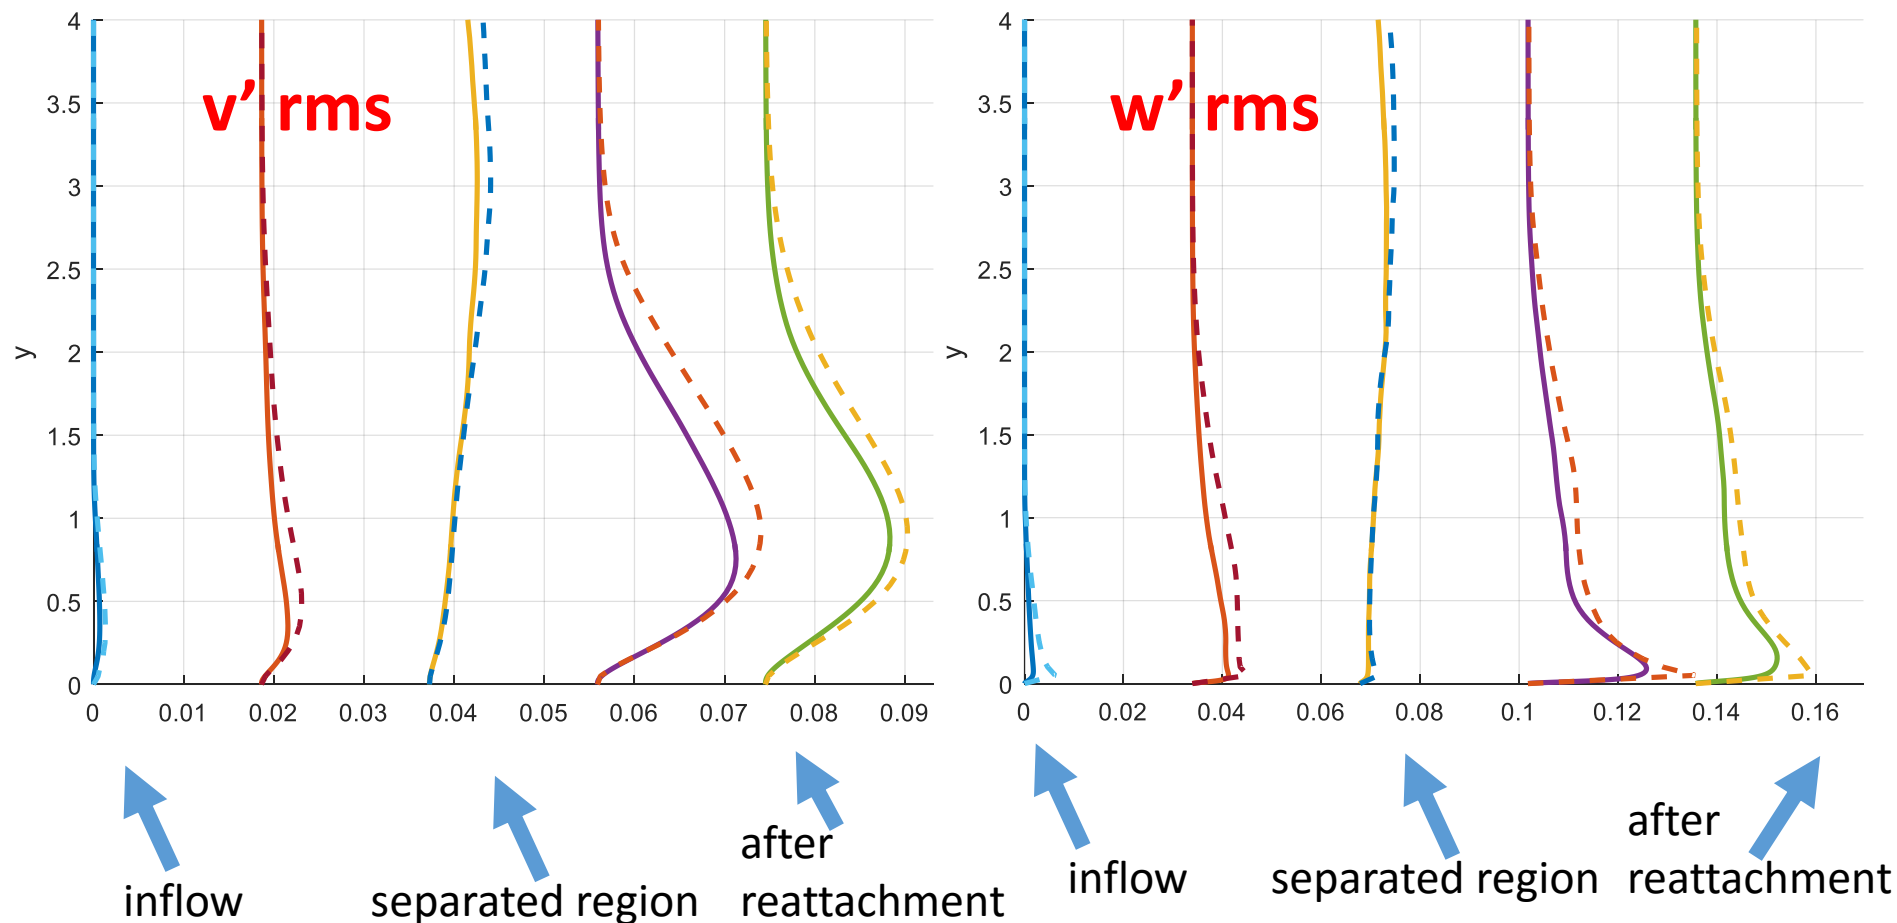 v’ rms
4
3.5
3
2.5
2
1.5
1
0.5
0
y
0 0.01 0.02 0.03 0.04 0.05 0.06 0.07 0.08 0.09
inflow
separated region
after
reattachment
w’ rms
4
3.5
3
2.5
2
1.5
1
0.5
0
y
0 0.02 0.04 0.06 0.08 0.1 0.12 0.14 0.16
inflow
separated region
after
reattachment